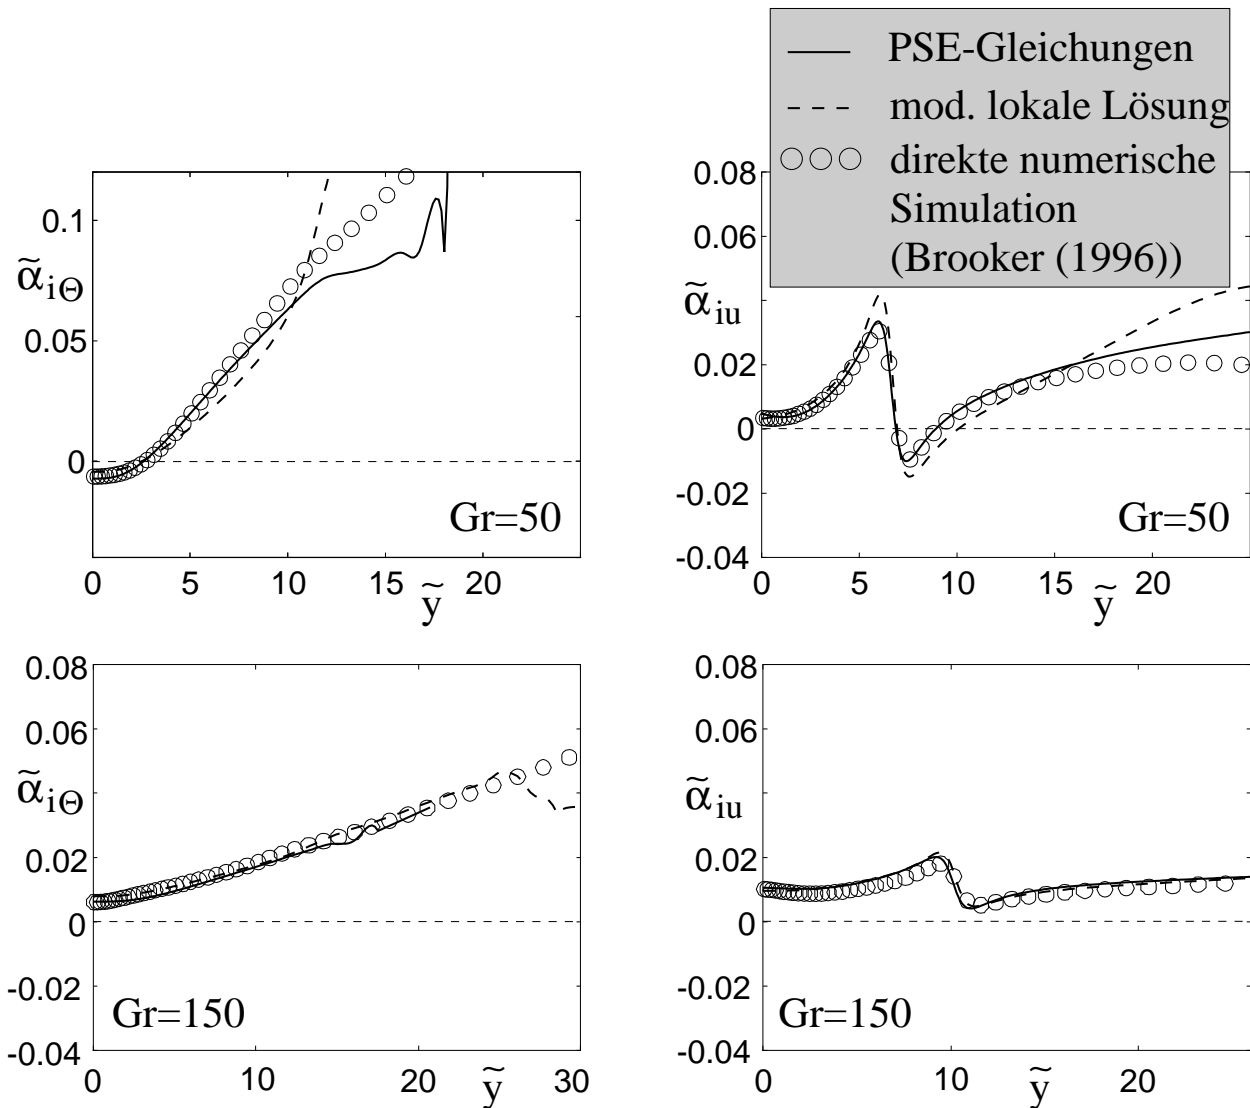 PSE-Gleichungen
mod. lokale Lösung
direkte numerische
Simulation
(Brooker (1996))
0.1
α̃iΘ
0.05
0
Gr=50
0 5 10 15 20
ỹ
0.08
0.06
0.04
α̃iu
0.02
0
-0.02
-0.04
Gr=50
0 5 10 15 20
ỹ
0.08
0.06
0.04
α̃iΘ
0.02
0
-0.02
-0.04
Gr=150
0 10 20 30
ỹ
0.08
0.06
0.04
α̃iu
0.02
0
-0.02
-0.04
Gr=150
0 10 20
ỹ